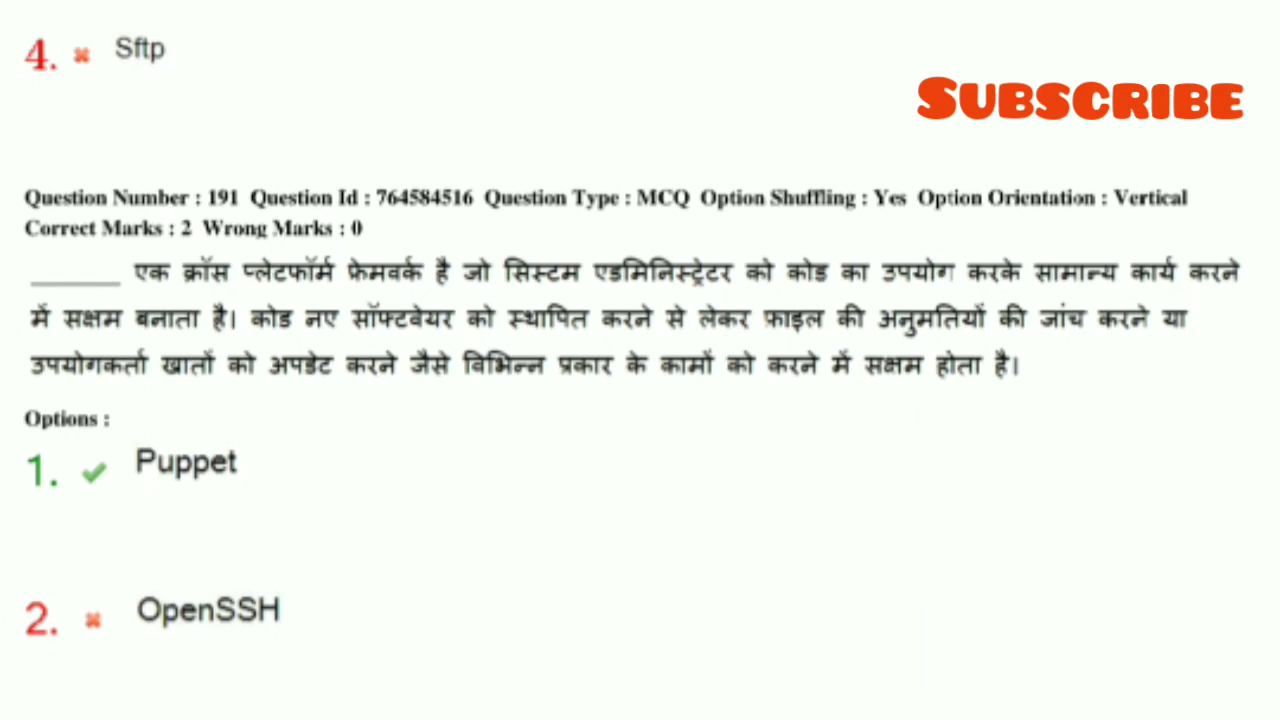 4. Sftp
SUBSCRIBE
Question Number : 191 Question Id : 764584516 Question Type : MCQ Option Shuffling : Yes Option Orientation : Vertical
Correct Marks : 2 Wrong Marks : 0
______ एक क्रॉस प्लेटफॉर्म फ्रेमवर्क है जो सिस्टम एडमिनिस्ट्रेटर को कोड का उपयोग करके सामान्य कार्य करने
में सक्षम बनाता है। कोड नए सॉफ्टवेयर को स्थापित करने से लेकर फ़ाइल की अनुमतियों की जांच करने या
उपयोगकर्ता खातों को अपडेट करने जैसे विभिन्न प्रकार के कामों को करने में सक्षम होता है।
Options :
1. Puppet
2. OpenSSH